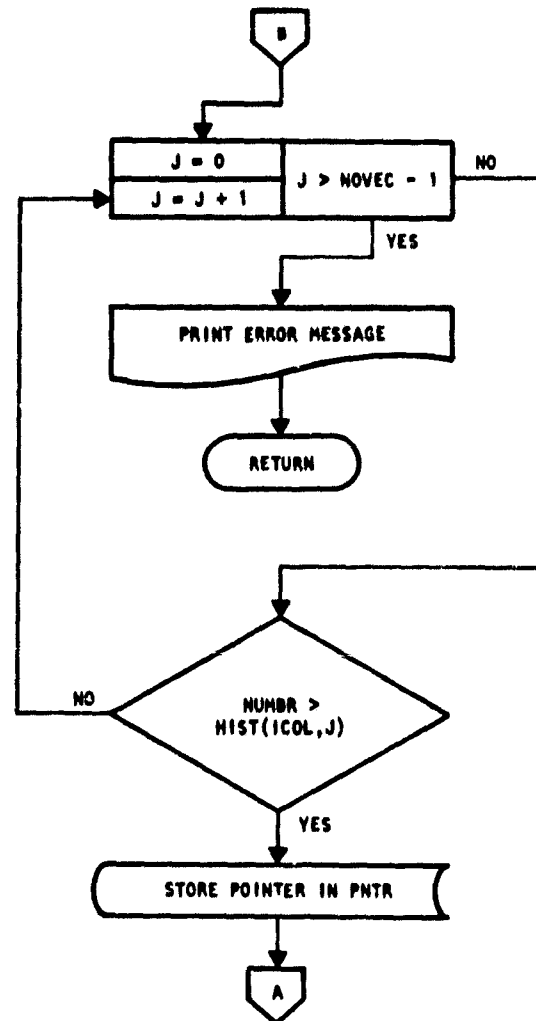 B
J = 0
J = J + 1
J > NOVEC - 1
NO
YES
PRINT ERROR MESSAGE
RETURN
NO
NUMBR >
HIST(ICOL,J)
YES
STORE POINTER IN PNTR
A